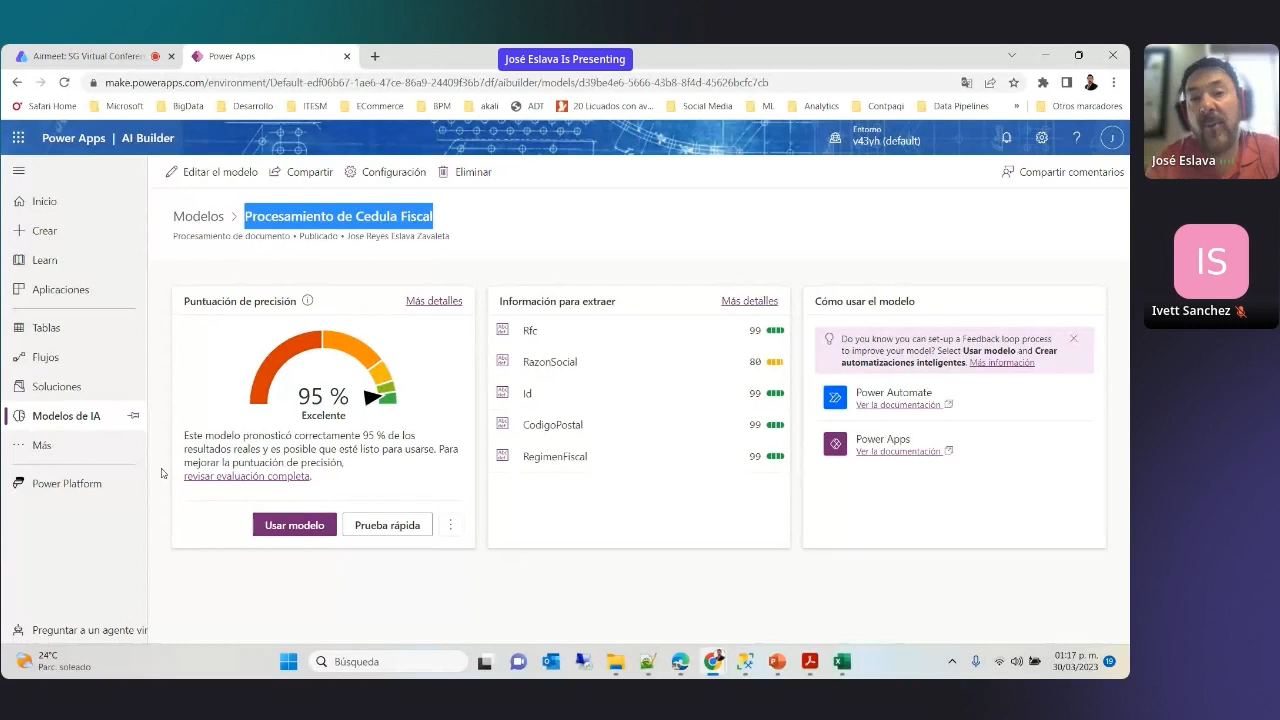 José Eslava Is Presenting
Airmeet: SG Virtual Conferen
Power Apps
make.powerapps.com/environment/Default-edf06b67-1ae6-47ce-86a9-24409f36b7df/aibuilder/models/d39be4e6-5666-43b8-8f4d-45626bcfc7cb
Safari Home
Microsoft
BigData
Desarrollo
ITESM
ECommerce
BPM
akali
ADT
20 Licuados con av...
Social Media
ML
Analytics
Contpaqi
Data Pipelines
»
Otros marcadores
Power Apps | AI Builder
Entorno
v43yh (default)
J
Editar el modelo
Compartir
Configuración
Eliminar
Compartir comentarios
Inicio
Crear
Learn
Aplicaciones
Tablas
Flujos
Soluciones
Modelos de IA
Más
Power Platform
Preguntar a un agente vir
Modelos > Procesamiento de Cedula Fiscal
Procesamiento de documento • Publicado • Jose Reyes Eslava Zavaleta
Puntuación de precisión
Más detalles
95 %
Excelente
Este modelo pronosticó correctamente 95 % de los
resultados reales y es posible que esté listo para usarse. Para
mejorar la puntuación de precisión,
revisar evaluación completa.
Usar modelo
Prueba rápida
Información para extraer
Más detalles
Rfc 99
RazonSocial 80
Id 99
CodigoPostal 99
RegimenFiscal 99
Cómo usar el modelo
Do you know you can set-up a Feedback loop process
to improve your model? Select Usar modelo and Crear
automatizaciones inteligentes. Más información
Power Automate
Ver la documentación
Power Apps
Ver la documentación
24°C
Parc. soleado
Búsqueda
01:17 p. m.
30/03/2023
19
José Eslava
IS
Ivett Sanchez